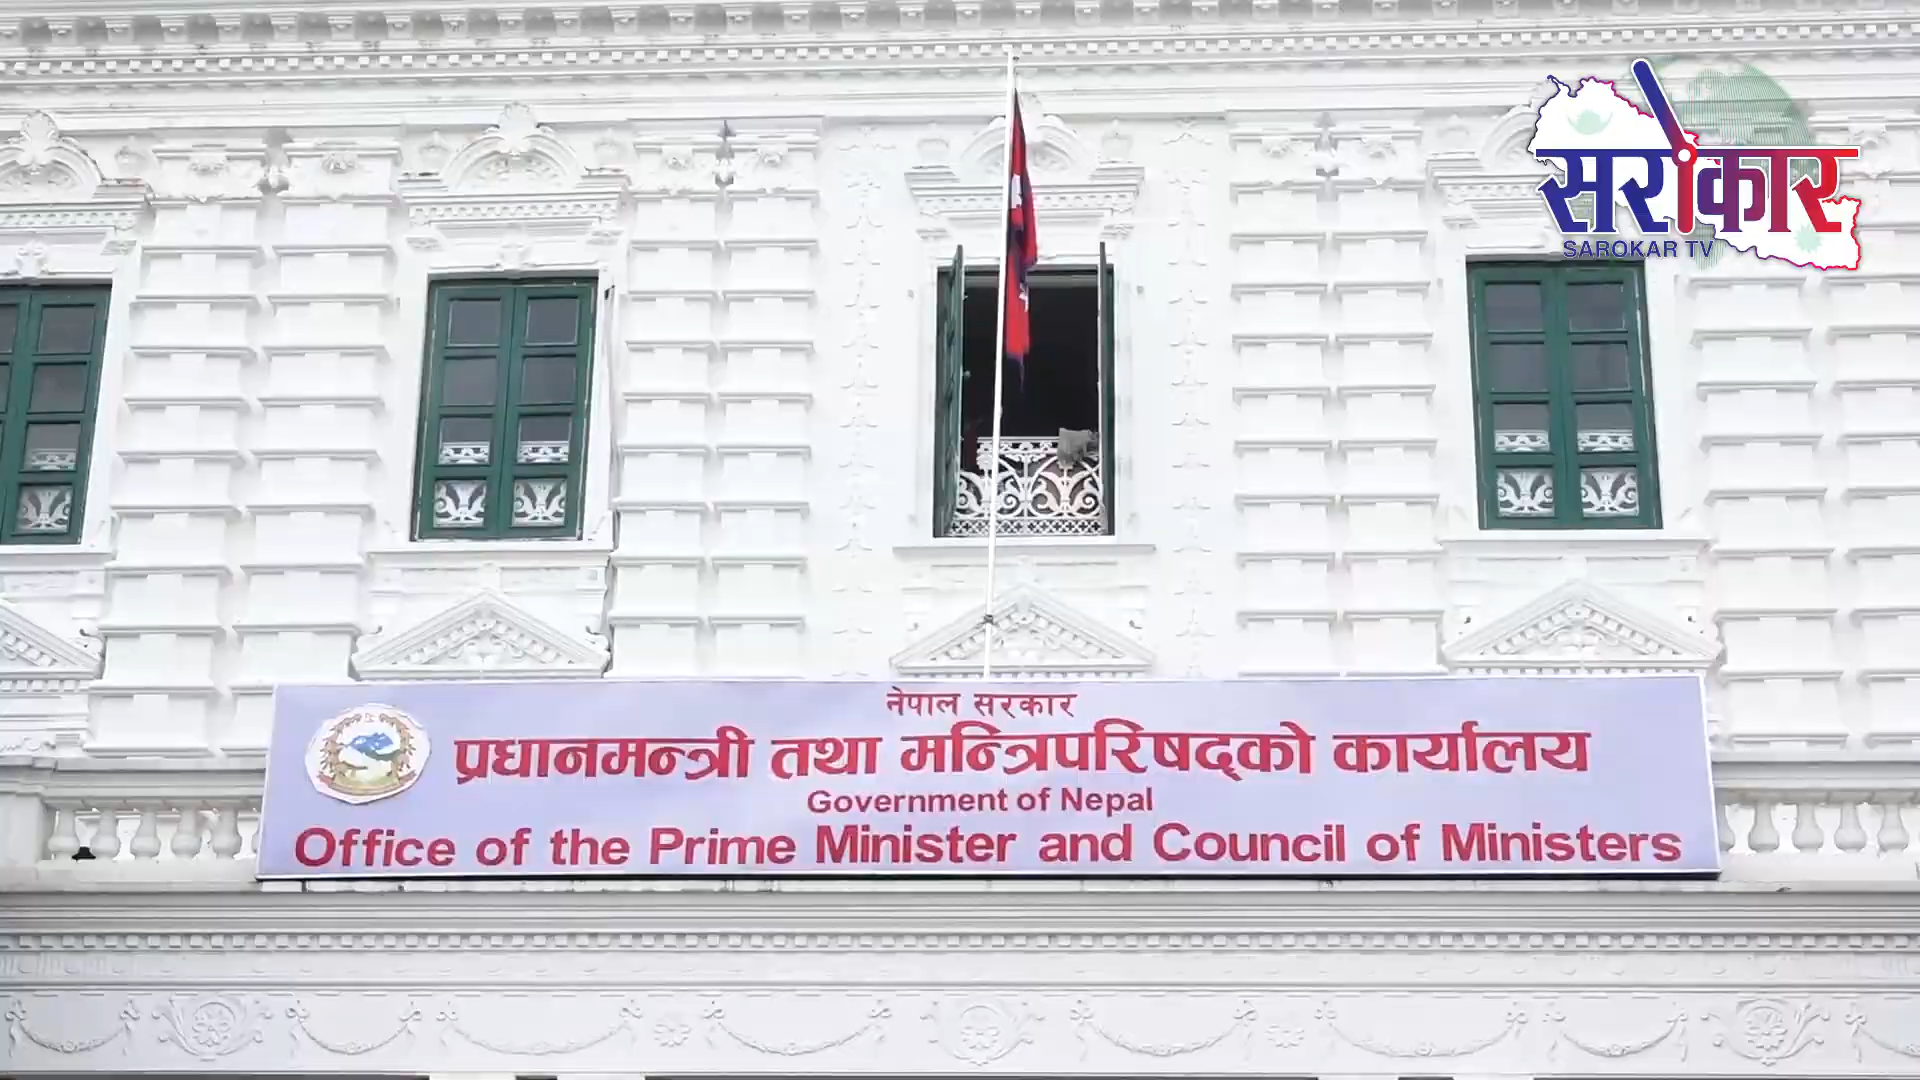 सरोकार
SAROKAR TV
नेपाल सरकार
प्रधानमन्त्री तथा मन्त्रिपरिषद्को कार्यालय
Government of Nepal
Office of the Prime Minister and Council of Ministers